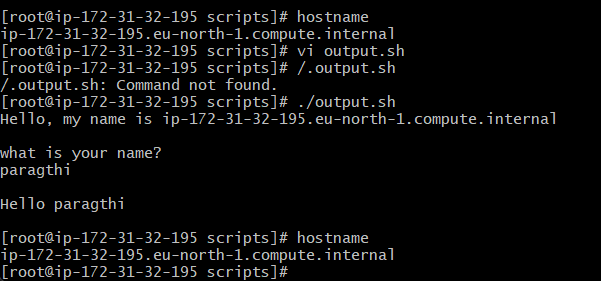 [root@ip-172-31-32-195 scripts]# hostname
ip-172-31-32-195.eu-north-1.compute.internal
[root@ip-172-31-32-195 scripts]# vi output.sh
[root@ip-172-31-32-195 scripts]# /.output.sh
/.output.sh: Command not found.
[root@ip-172-31-32-195 scripts]# ./output.sh
Hello, my name is ip-172-31-32-195.eu-north-1.compute.internal
what is your name?
paragthi
Hello paragthi
[root@ip-172-31-32-195 scripts]# hostname
ip-172-31-32-195.eu-north-1.compute.internal
[root@ip-172-31-32-195 scripts]#